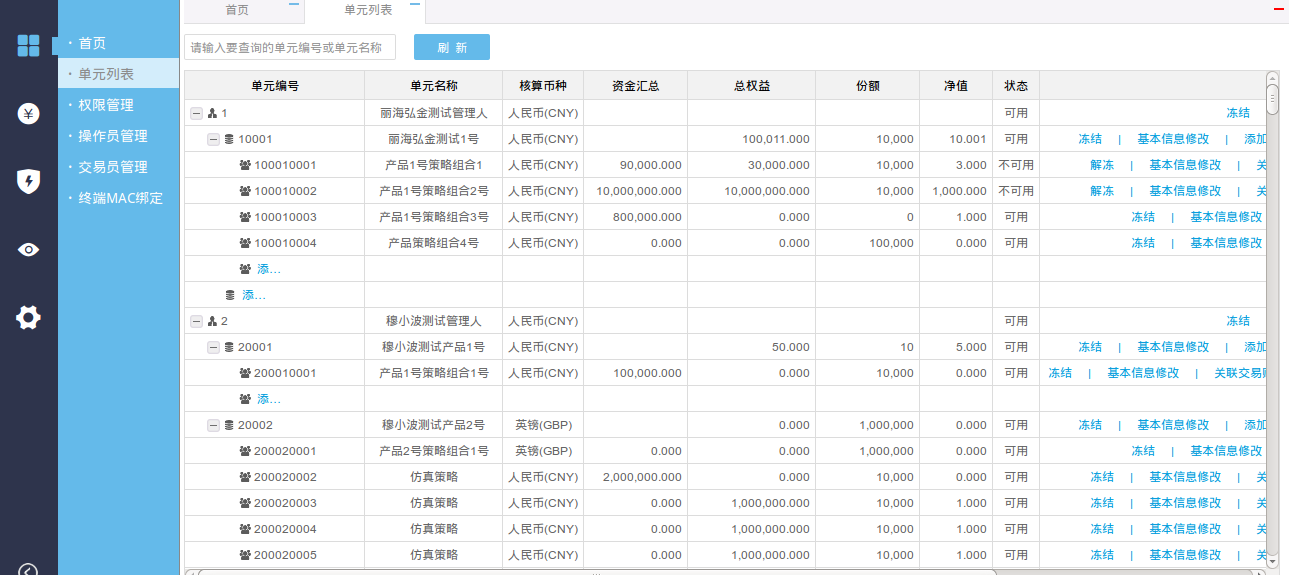 首页 单元列表
· 首页
· 单元列表
· 权限管理
· 操作员管理
· 交易员管理
· 终端MAC绑定
请输入要查询的单元编号或单元名称 刷 新
单元编号 单元名称 核算币种 资金汇总 总权益 份额 净值 状态
1 丽海弘金测试管理人 人民币(CNY) 可用 冻结
10001 丽海弘金测试1号 人民币(CNY) 100,011.000 10,000 10.001 可用 冻结 | 基本信息修改 | 添加
100010001 产品1号策略组合1 人民币(CNY) 90,000.000 30,000.000 10,000 3.000 不可用 解冻 | 基本信息修改 | 关
100010002 产品1号策略组合2号 人民币(CNY) 10,000,000.000 10,000,000.000 10,000 1,000.000 不可用 解冻 | 基本信息修改 | 关
100010003 产品1号策略组合3号 人民币(CNY) 800,000.000 0.000 0 1.000 可用 冻结 | 基本信息修改
100010004 产品策略组合4号 人民币(CNY) 0.000 0.000 100,000 0.000 可用 冻结 | 基本信息修改
添...
添...
2 穆小波测试管理人 人民币(CNY) 可用 冻结
20001 穆小波测试产品1号 人民币(CNY) 50.000 10 5.000 可用 冻结 | 基本信息修改 | 添加
200010001 产品1号策略组合1号 人民币(CNY) 100,000.000 0.000 10,000 0.000 可用 冻结 | 基本信息修改 | 关联交易
添...
20002 穆小波测试产品2号 英镑(GBP) 0.000 1,000,000 0.000 可用 冻结 | 基本信息修改 | 添加
200020001 产品2号策略组合1号 英镑(GBP) 0.000 0.000 1,000,000 0.000 可用 冻结 | 基本信息修改
200020002 仿真策略 人民币(CNY) 2,000,000.000 0.000 10,000 0.000 可用 冻结 | 基本信息修改 | 关
200020003 仿真策略 人民币(CNY) 0.000 1,000,000.000 10,000 1.000 可用 冻结 | 基本信息修改 | 关
200020004 仿真策略 人民币(CNY) 0.000 1,000,000.000 10,000 1.000 可用 冻结 | 基本信息修改 | 关
200020005 仿真策略 人民币(CNY) 0.000 1,000,000.000 10,000 1.000 可用 冻结 | 基本信息修改 | 关